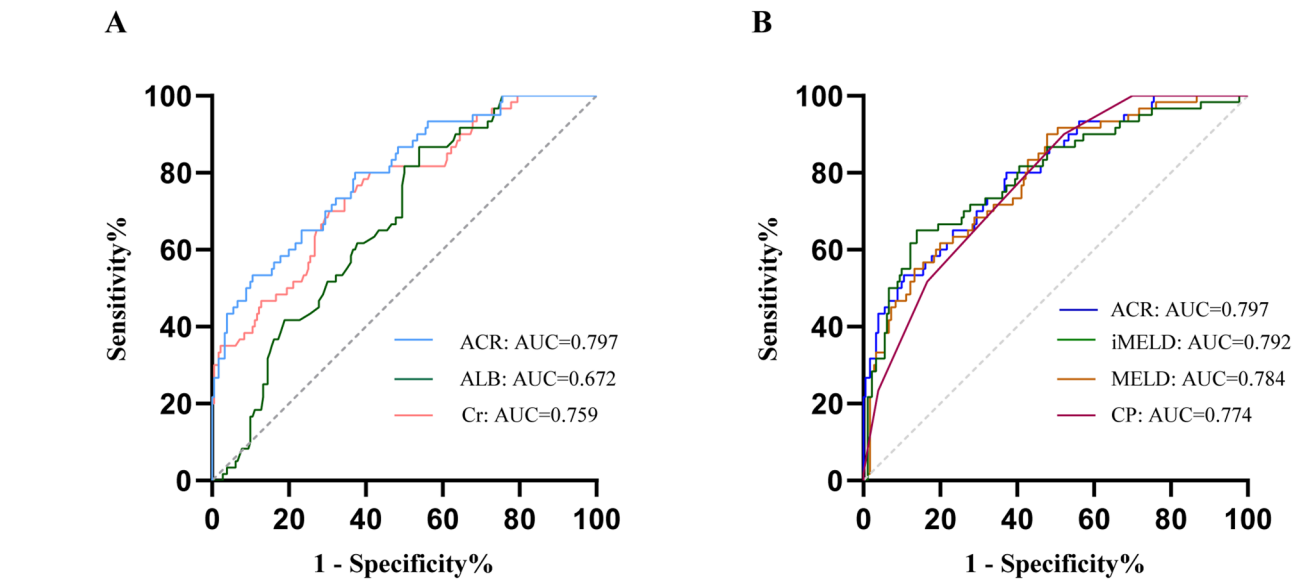 A
B
100
80
60
40
20
0
Sensitivity%
ACR: AUC=0.797
ALB: AUC=0.672
Cr: AUC=0.759
0 20 40 60 80 100
1 - Specificity%
100
80
60
40
20
0
Sensitivity%
ACR: AUC=0.797
iMELD: AUC=0.792
MELD: AUC=0.784
CP: AUC=0.774
0 20 40 60 80 100
1 - Specificity%